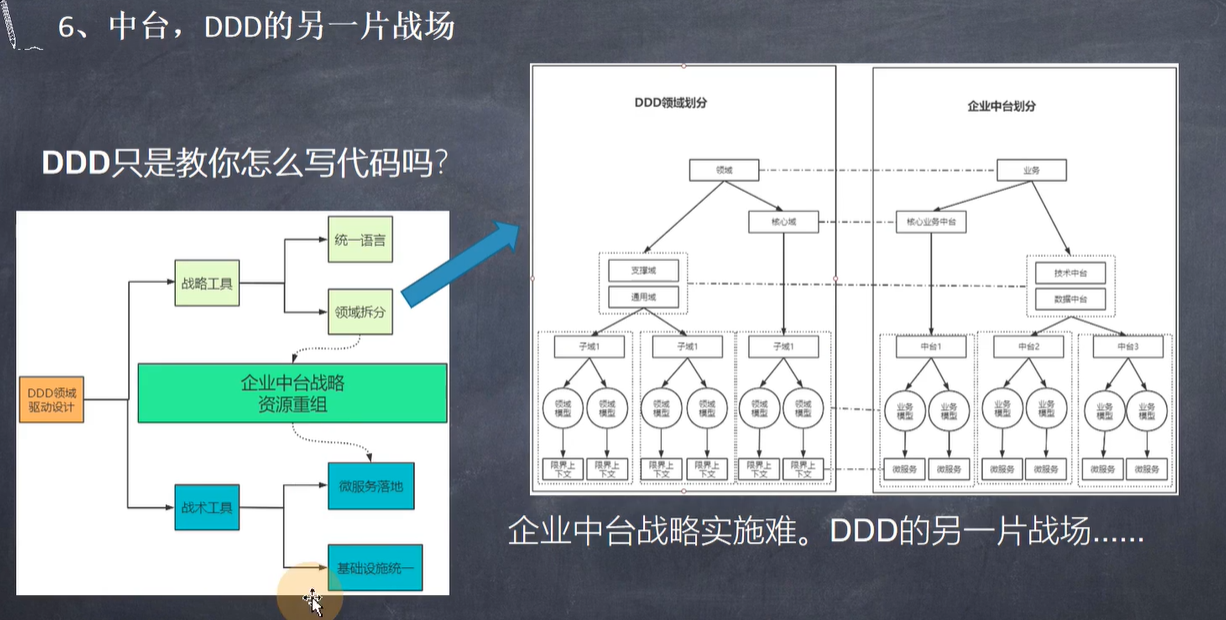 6、中台，DDD的另一片战场
DDD只是教你怎么写代码吗？
统一语言
战略工具
领域拆分
企业中台战略
资源重组
DDD领域
驱动设计
微服务落地
战术工具
基础设施统一
DDD领域划分
领域
核心域
支撑域
通用域
子域1
子域1
子域1
领域
模型
领域
模型
领域
模型
领域
模型
领域
模型
领域
模型
限界上
下文
限界上
下文
限界上
下文
限界上
下文
限界上
下文
限界上
下文
企业中台划分
业务
核心业务中台
技术中台
数据中台
中台1
中台2
中台3
业务
模型
业务
模型
业务
模型
业务
模型
业务
模型
业务
模型
微服务
微服务
微服务
微服务
微服务
微服务
企业中台战略实施难。DDD的另一片战场......